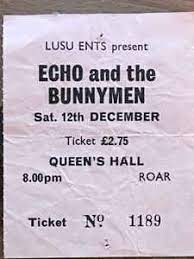 LUSU ENTS present
ECHO and the
BUNNYMEN
Sat. 12th DECEMBER
Ticket £2.75
QUEEN'S HALL
8.00pm ROAR
Ticket Nº 1189